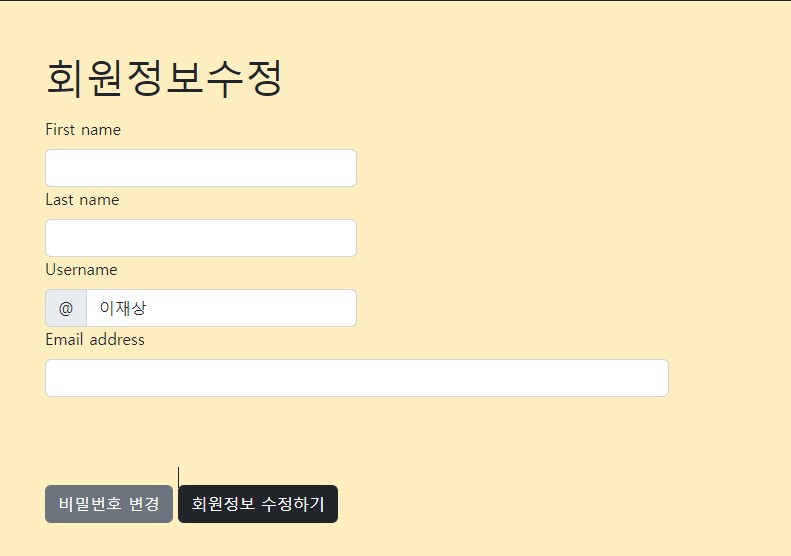 회원정보수정
First name
Last name
Username
@ 이재상
Email address
비밀번호 변경 회원정보 수정하기